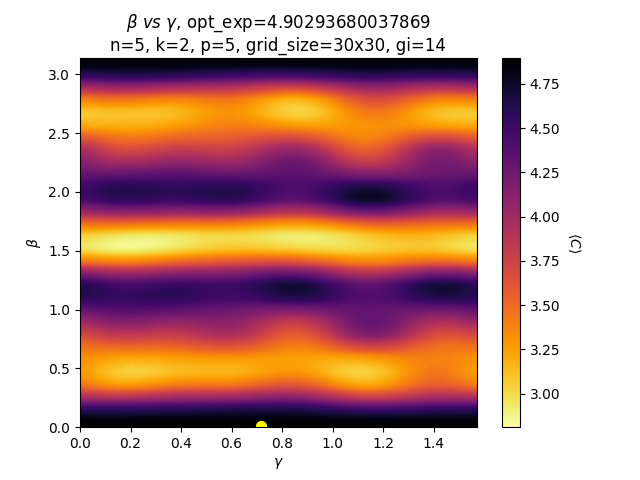 β vs γ, opt_exp=4.90293680037869
n=5, k=2, p=5, grid_size=30x30, gi=14
3.0
2.5
2.0
1.5
1.0
0.5
0.0
β
0.0 0.2 0.4 0.6 0.8 1.0 1.2 1.4
γ
4.75
4.50
4.25
4.00
3.75
3.50
3.25
3.00
⟨C⟩